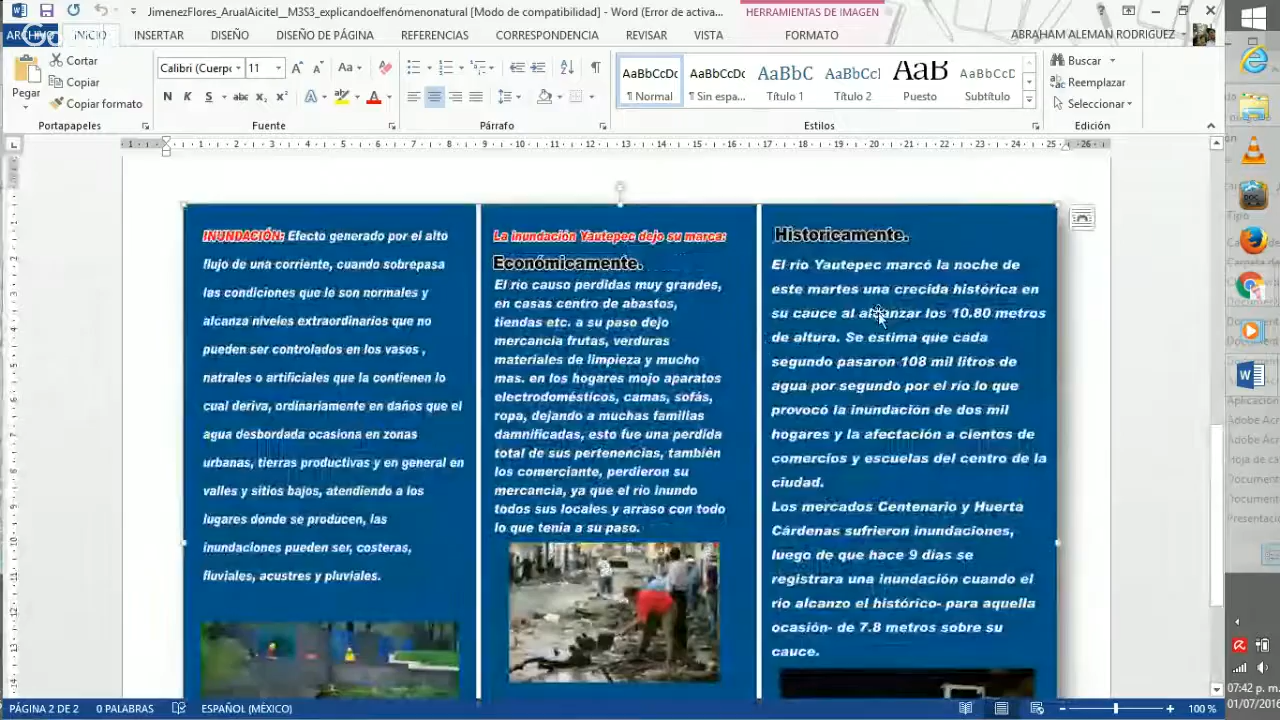 JimenezFlores_ArualAicitel__M3S3_explicandoelfenómenonatural [Modo de compatibilidad] - Word (Error de activa...
HERRAMIENTAS DE IMAGEN
ARCHIVO
INICIO
INSERTAR
DISEÑO
DISEÑO DE PÁGINA
REFERENCIAS
CORRESPONDENCIA
REVISAR
VISTA
FORMATO
ABRAHAM ALEMAN RODRIGUEZ
Pegar
Cortar
Copiar
Copiar formato
Portapapeles
Calibri (Cuerpc
11
N K S abc
Fuente
Párrafo
AaBbCcDc
¶ Normal
AaBbCcDc
¶ Sin espa...
AaBbC
Título 1
AaBbCcl
Título 2
AaB
Puesto
AaBbCcD
Subtítulo
Estilos
Buscar
Reemplazar
Seleccionar
Edición
INUNDACIÓN: Efecto generado por el alto
flujo de una corriente, cuando sobrepasa
las condiciones que le son normales y
alcanza niveles extraordinarios que no
pueden ser controlados en los vasos ,
natrales o artificiales que la contienen lo
cual deriva, ordinariamente en daños que el
agua desbordada ocasiona en zonas
urbanas, tierras productivas y en general en
valles y sitios bajos, atendiendo a los
lugares donde se producen, las
inundaciones pueden ser, costeras,
fluviales, acustres y pluviales.
La inundación Yautepec dejo su marca:
Económicamente.
El rio causo perdidas muy grandes,
en casas centro de abastos,
tiendas etc. a su paso dejo
mercancia frutas, verduras
materiales de limpieza y mucho
mas. en los hogares mojo aparatos
electrodomésticos, camas, sofás,
ropa, dejando a muchas familias
damnificadas, esto fue una perdida
total de sus pertenencias, también
los comerciante, perdieron su
mercancia, ya que el rio inundo
todos sus locales y arraso con todo
lo que tenia a su paso.
Historicamente.
El río Yautepec marcó la noche de
este martes una crecida histórica en
su cauce al alcanzar los 10.80 metros
de altura. Se estima que cada
segundo pasaron 108 mil litros de
agua por segundo por el río lo que
provocó la inundación de dos mil
hogares y la afectación a cientos de
comercios y escuelas del centro de la
ciudad.
Los mercados Centenario y Huerta
Cárdenas sufrieron inundaciones,
luego de que hace 9 días se
registrara una inundación cuando el
río alcanzo el histórico- para aquella
ocasión- de 7.8 metros sobre su
cauce.
PÁGINA 2 DE 2
0 PALABRAS
ESPAÑOL (MÉXICO)
100 %
07:42 p. m.